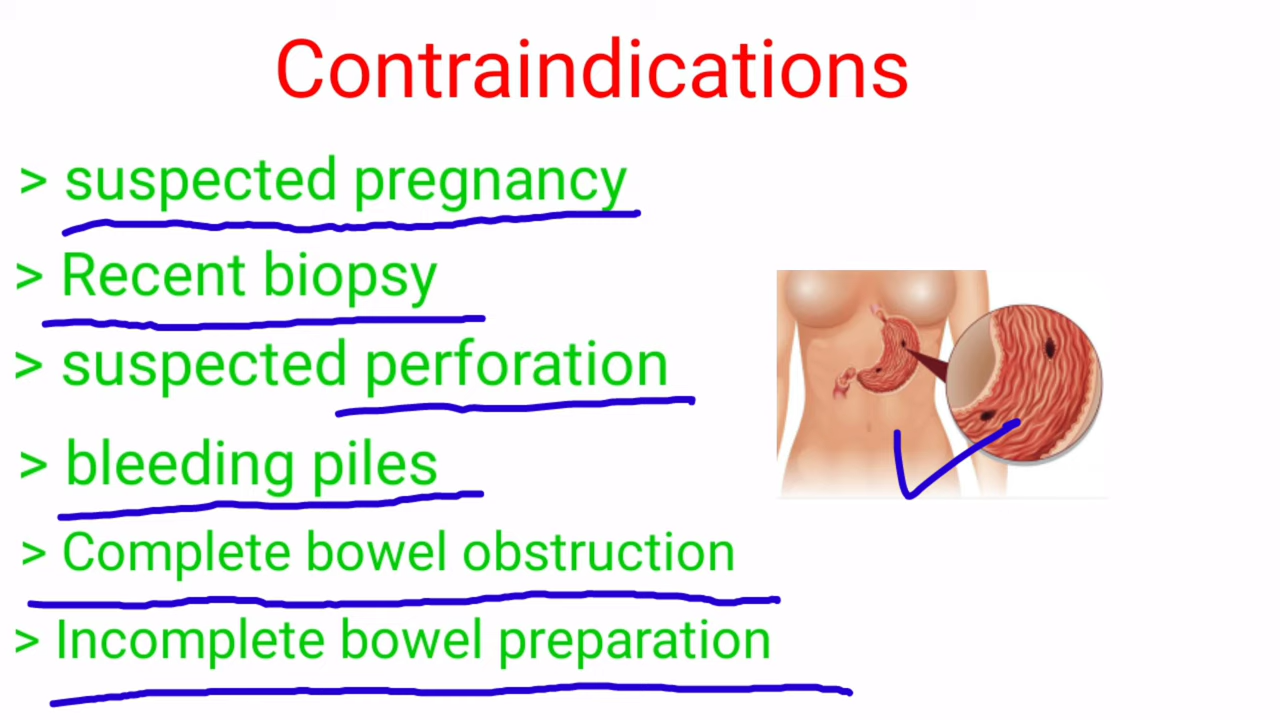 Contraindications
> suspected pregnancy
> Recent biopsy
> suspected perforation
> bleeding piles
> Complete bowel obstruction
> Incomplete bowel preparation